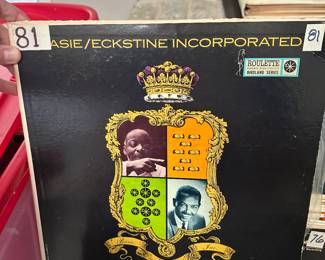 81
ASIE/ECKSTINE INCORPORATED
81
ROULETTE
BIRDLAND SERIES
76